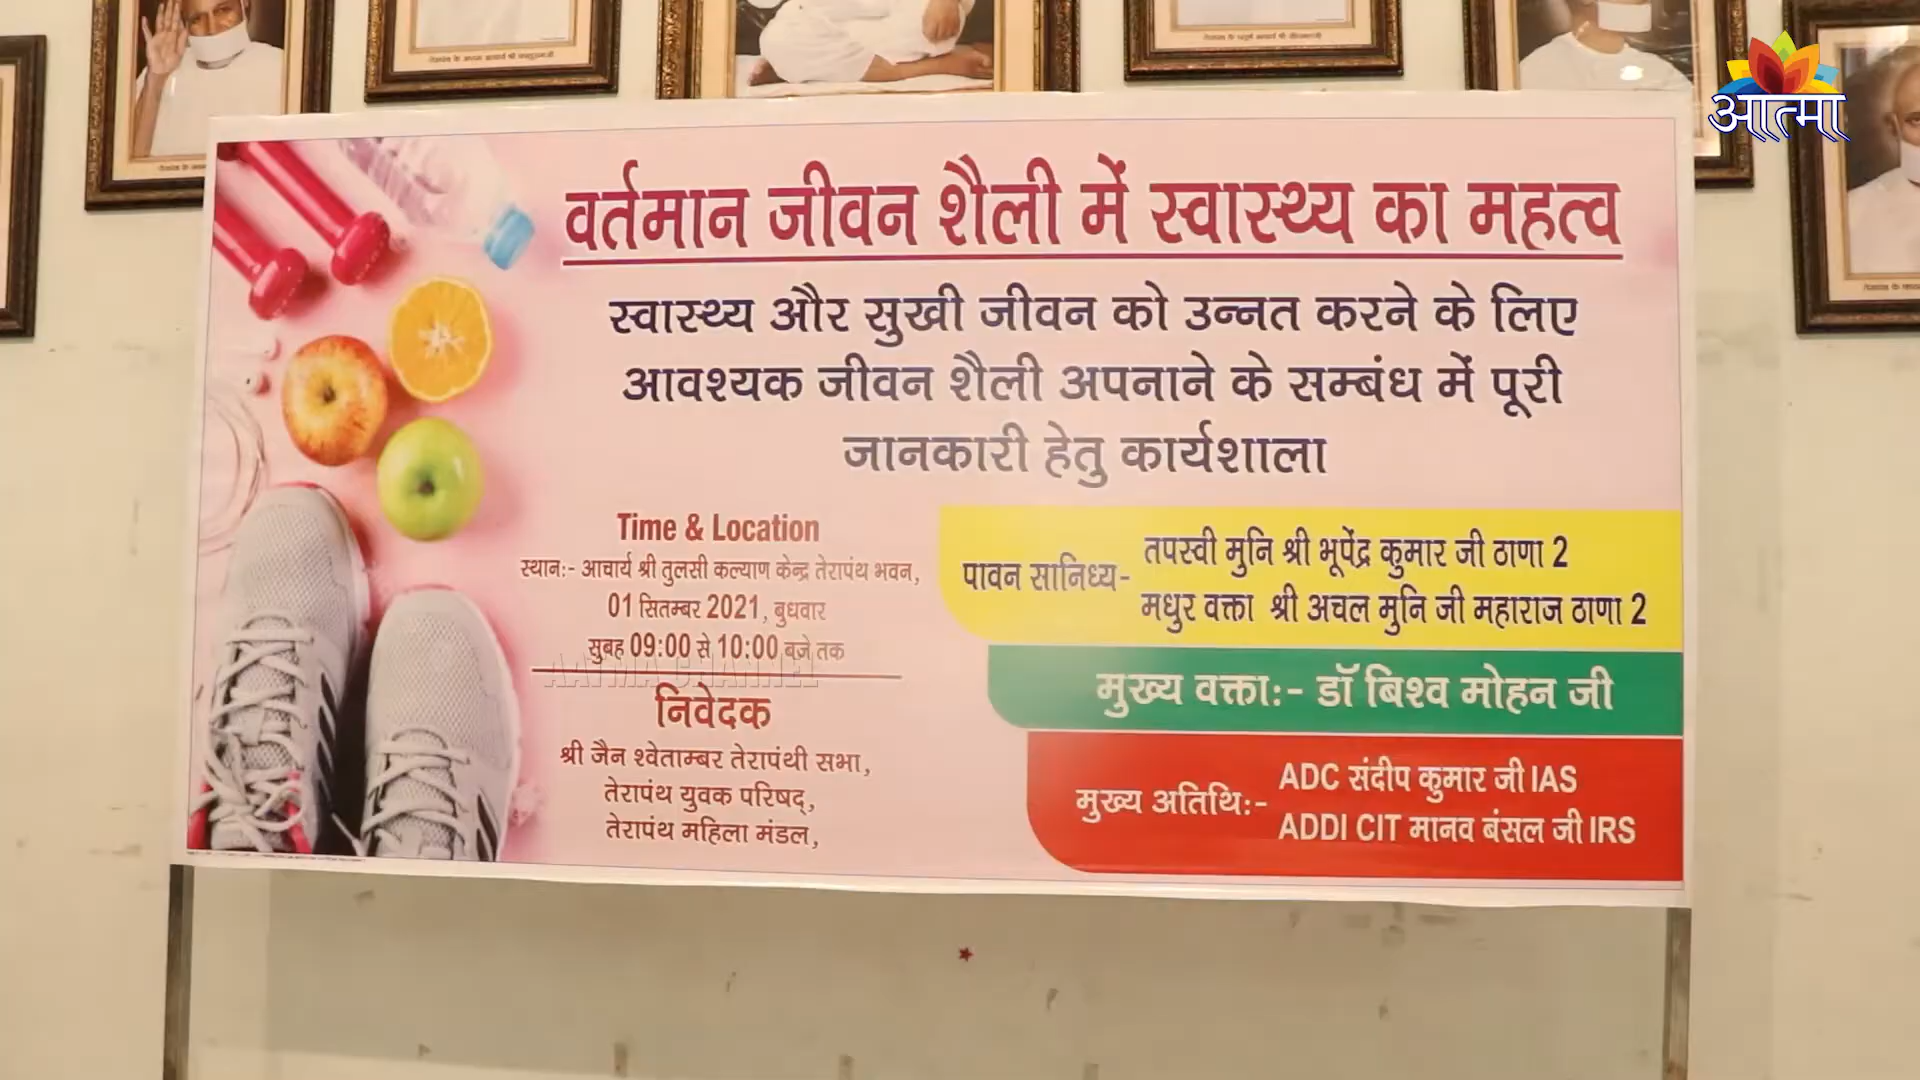 आत्मा
वर्तमान जीवन शैली में स्वास्थ्य का महत्व
स्वास्थ्य और सुखी जीवन को उन्नत करने के लिए
आवश्यक जीवन शैली अपनाने के सम्बंध में पूरी
जानकारी हेतु कार्यशाला
Time & Location
स्थान:- आचार्य श्री तुलसी कल्याण केन्द्र तेरापंथ भवन,
01 सितम्बर 2021, बुधवार
सुबह 09:00 से 10:00 बजे तक
AATMA CHANNEL
निवेदक
श्री जैन श्वेताम्बर तेरापंथी सभा,
तेरापंथ युवक परिषद्,
तेरापंथ महिला मंडल,
पावन सानिध्य-
तपस्वी मुनि श्री भूपेंद्र कुमार जी ठाणा 2
मधुर वक्ता श्री अचल मुनि जी महाराज ठाणा 2
मुख्य वक्ता:- डॉ बिश्व मोहन जी
मुख्य अतिथि:-
ADC संदीप कुमार जी IAS
ADDI CIT मानव बंसल जी IRS